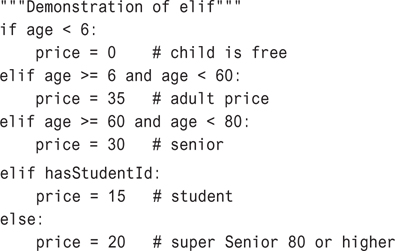 """Demonstration of elif"""
if age < 6:
    price = 0   # child is free
elif age >= 6 and age < 60:
    price = 35  # adult price
elif age >= 60 and age < 80:
    price = 30  # senior
elif hasStudentId:
    price = 15  # student
else:
    price = 20  # super Senior 80 or higher